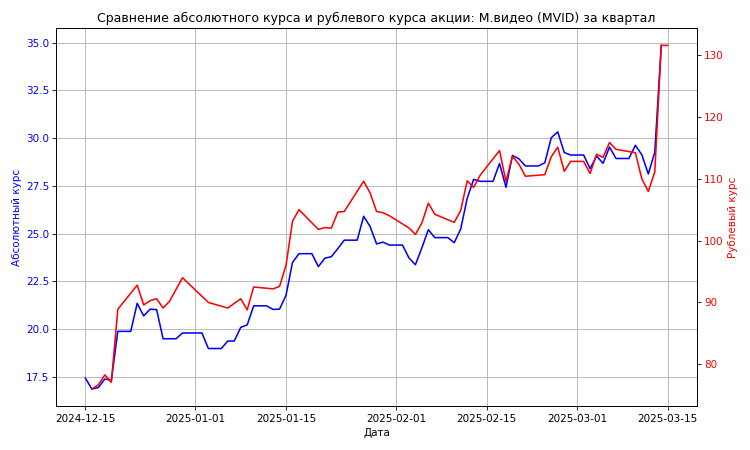 Сравнение абсолютного курса и рублевого курса акции: М.видео (MVID) за квартал
35.0
32.5
30.0
27.5
25.0
22.5
20.0
17.5
Абсолютный курс
130
120
110
100
90
80
Рублевый курс
2024-12-15 2025-01-01 2025-01-15 2025-02-01 2025-02-15 2025-03-01 2025-03-15
Дата